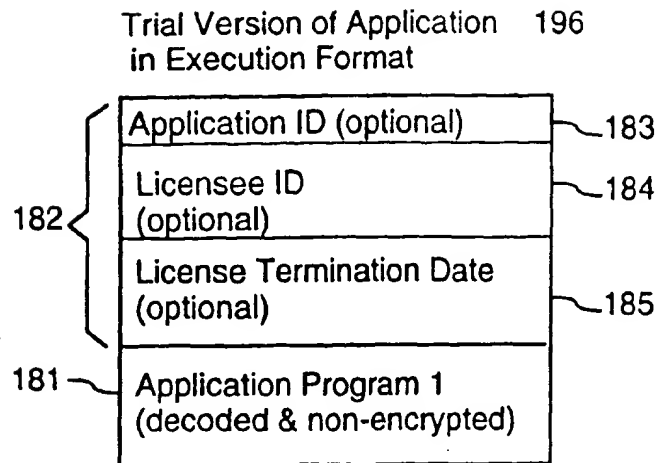 Trial Version of Application 196
in Execution Format
Application ID (optional) 183
Licensee ID 184
(optional)
182
License Termination Date
(optional) 185
181 Application Program 1
(decoded & non-encrypted)